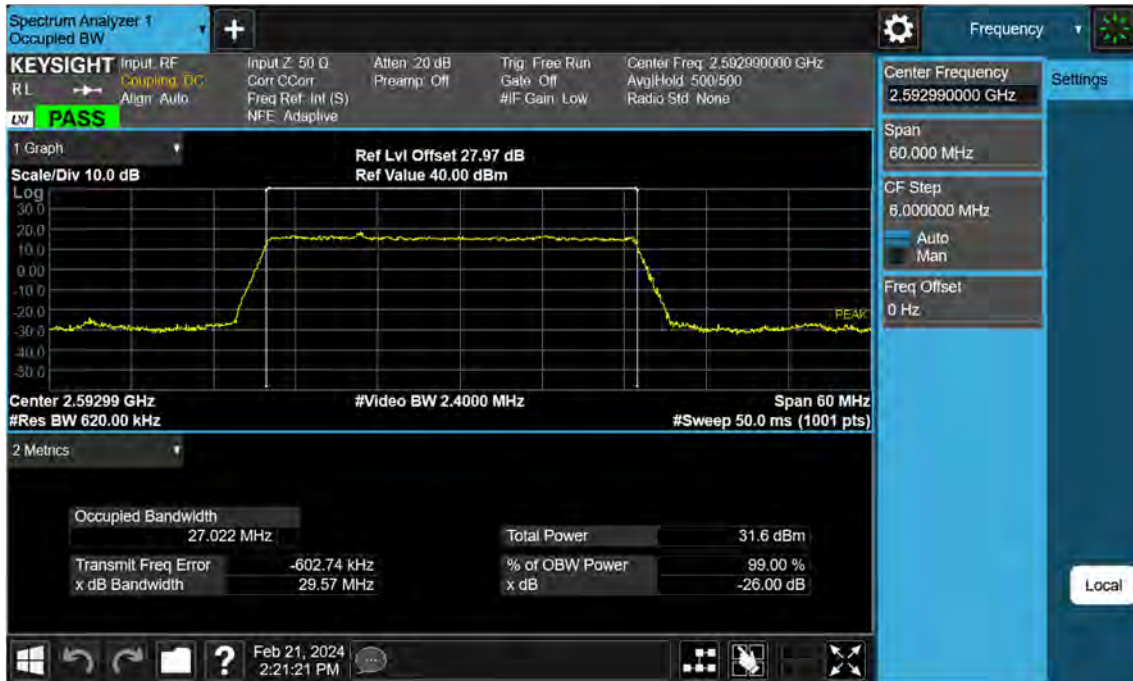 Spectrum Analyzer 1
Occupied BW
+
Frequency
KEYSIGHT
RL
LXI
PASS
Input: RF
Coupling: DC
Align: Auto
Input Z: 50 Ω
Corr CCorr
Freq Ref: Int (S)
NFE: Adaptive
Atten: 20 dB
Preamp: Off
Trig: Free Run
Gate: Off
#IF Gain: Low
Center Freq: 2.592990000 GHz
Avg|Hold: 500/500
Radio Std: None
Center Frequency
2.592990000 GHz
Settings
Span
60.000 MHz
CF Step
6.000000 MHz
Auto
Man
Freq Offset
0 Hz
1 Graph
Scale/Div 10.0 dB
Ref Lvl Offset 27.97 dB
Ref Value 40.00 dBm
Log
30.0
20.0
10.0
0.00
-10.0
-20.0
-30.0
-40.0
-50.0
PEAK
Center 2.59299 GHz
#Video BW 2.4000 MHz
Span 60 MHz
#Res BW 620.00 kHz
#Sweep 50.0 ms (1001 pts)
2 Metrics
Occupied Bandwidth
27.022 MHz
Total Power 31.6 dBm
Transmit Freq Error -602.74 kHz
% of OBW Power 99.00 %
x dB Bandwidth 29.57 MHz
x dB -26.00 dB
Local
?
Feb 21, 2024
2:21:21 PM